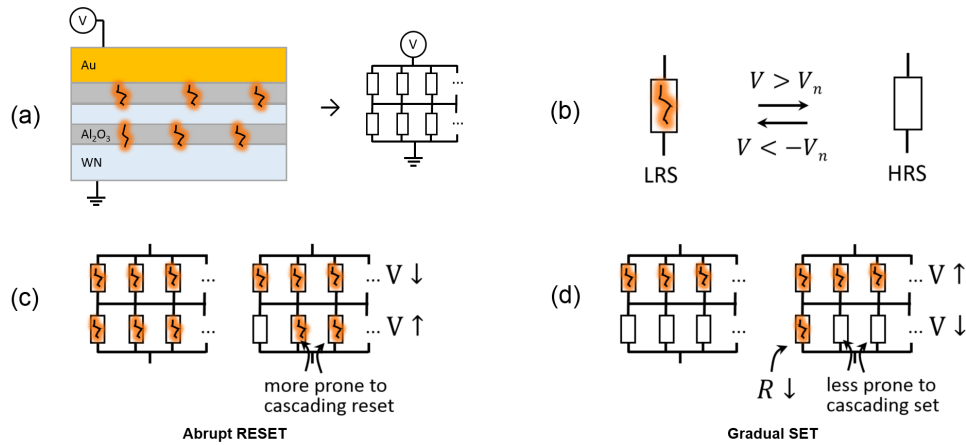 V
Au
Al₂O₃
WN
(a)
→
V
...
...
(b)
V > Vₙ
V < −Vₙ
LRS
HRS
(c)
...
...
... V ↓
... V ↑
more prone to
cascading reset
Abrupt RESET
(d)
...
...
... V ↑
... V ↓
R ↓
less prone to
cascading set
Gradual SET